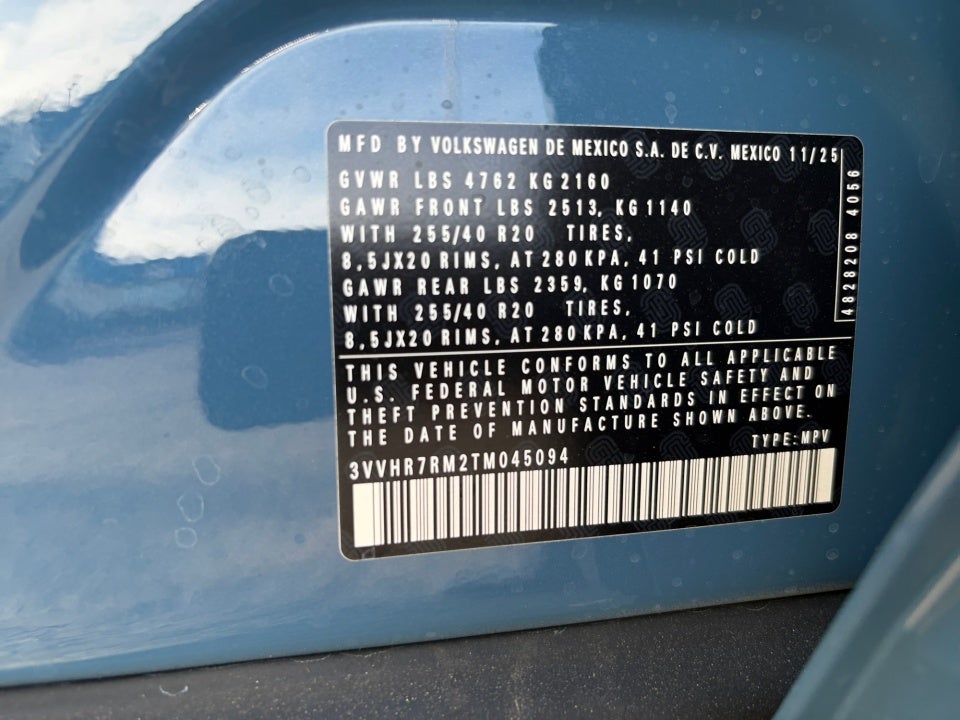 MFD BY VOLKSWAGEN DE MEXICO S.A. DE C.V. MEXICO 11/25
GVWR LBS 4762 KG 2160
GAWR FRONT LBS 2513, KG 1140
WITH 255/40 R20 TIRES,
8,5JX20 RIMS, AT 280 KPA, 41 PSI COLD
GAWR REAR LBS 2359, KG 1070
WITH 255/40 R20 TIRES,
8,5JX20 RIMS, AT 280 KPA, 41 PSI COLD
4828208 4056
THIS VEHICLE CONFORMS TO ALL APPLICABLE
U.S. FEDERAL MOTOR VEHICLE SAFETY AND
THEFT PREVENTION STANDARDS IN EFFECT ON
THE DATE OF MANUFACTURE SHOWN ABOVE.
TYPE: MPV
3VVHR7RM2TM045094